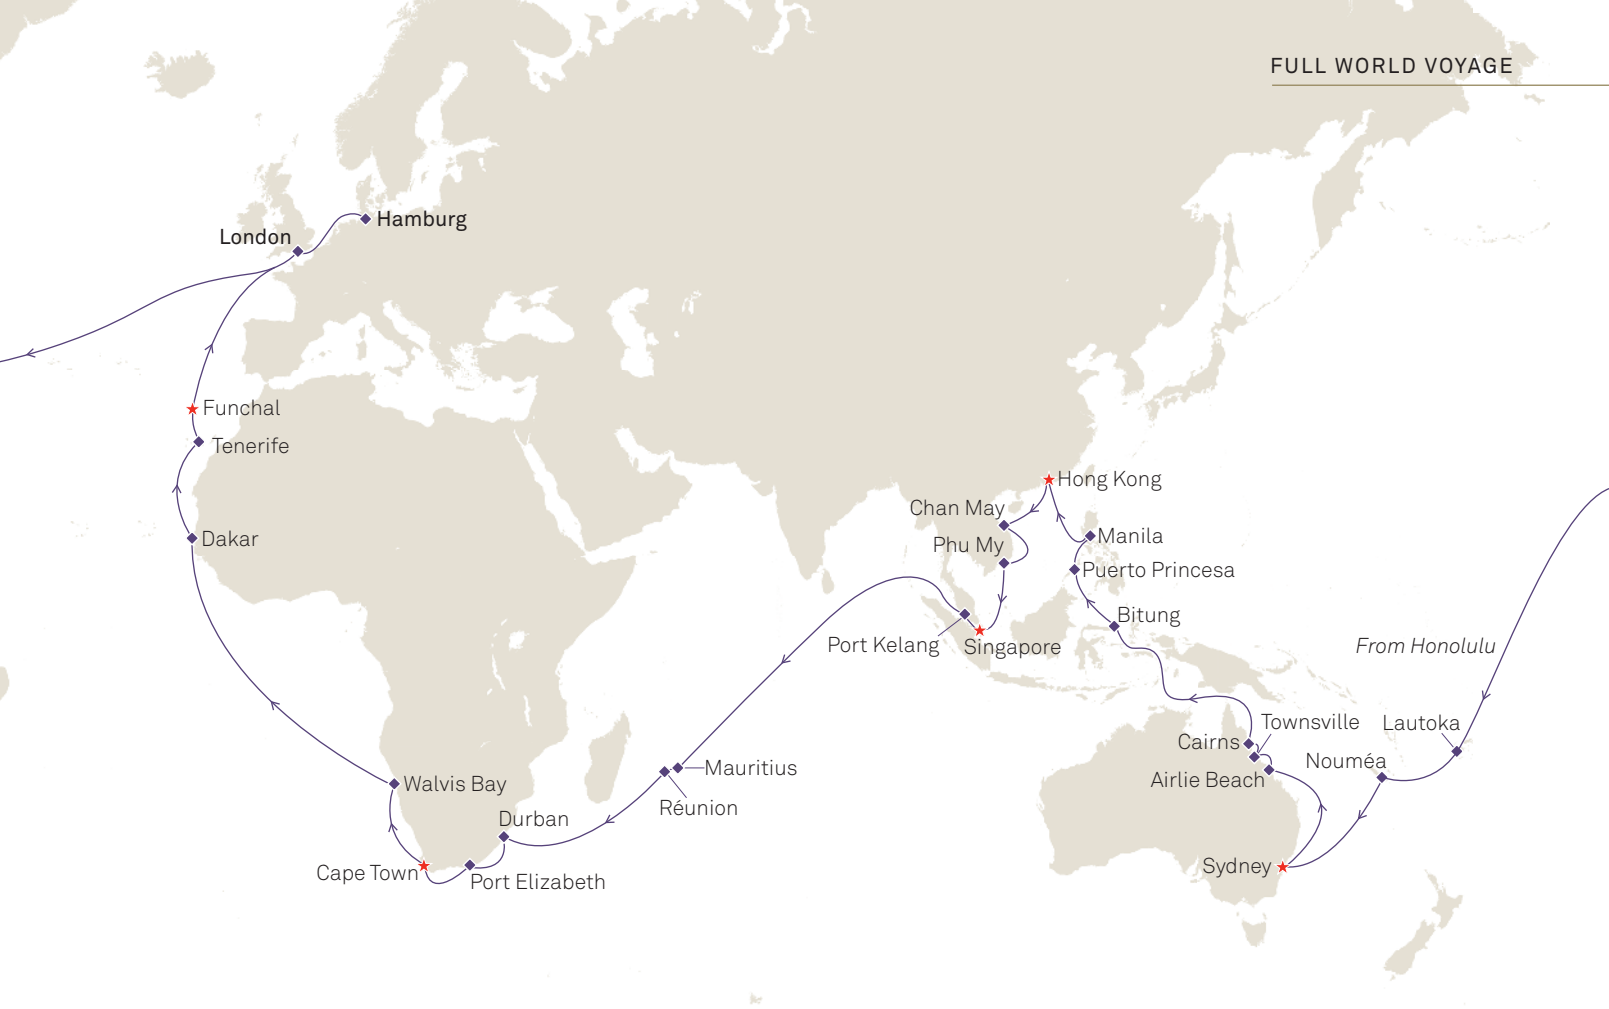 FULL WORLD VOYAGE
Hamburg
London
Funchal
Tenerife
Hong Kong
Chan May
Manila
Dakar
Phu My
Puerto Princesa
Bitung
Port Kelang
Singapore
From Honolulu
Townsville
Lautoka
Cairns
Nouméa
Mauritius
Airlie Beach
Walvis Bay
Réunion
Durban
Sydney
Cape Town
Port Elizabeth